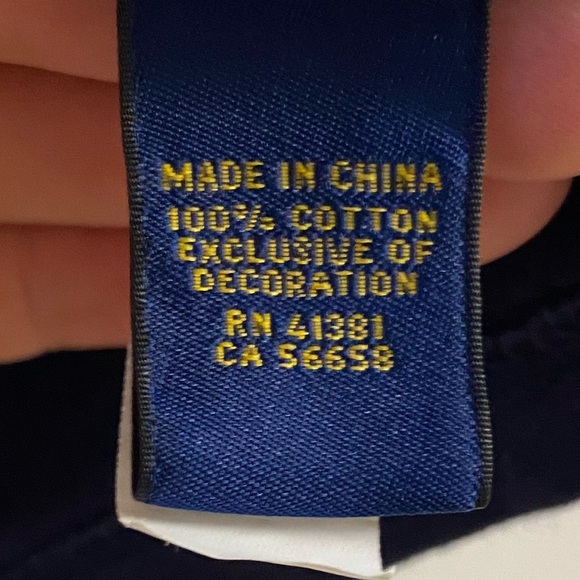 MADE IN CHINA
100% COTTON
EXCLUSIVE OF
DECORATION
RN 41381
CA 56658